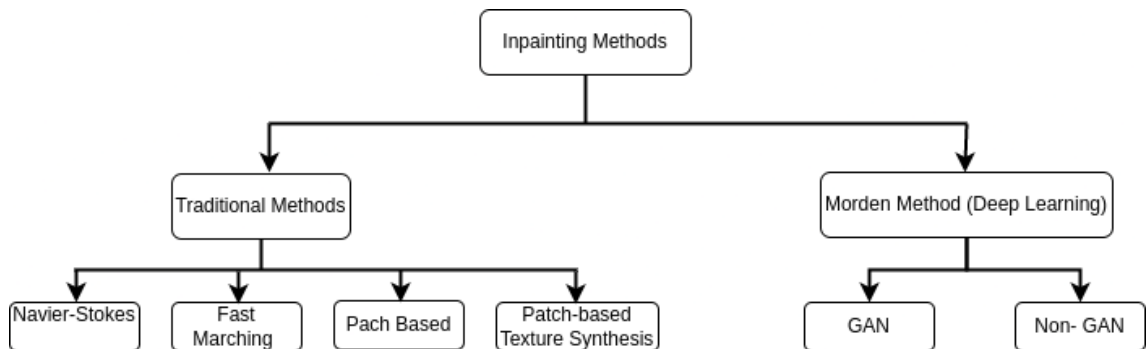 Inpainting Methods
Traditional Methods
Morden Method (Deep Learning)
Navier-Stokes
Fast
Marching
Pach Based
Patch-based
Texture Synthesis
GAN
Non- GAN